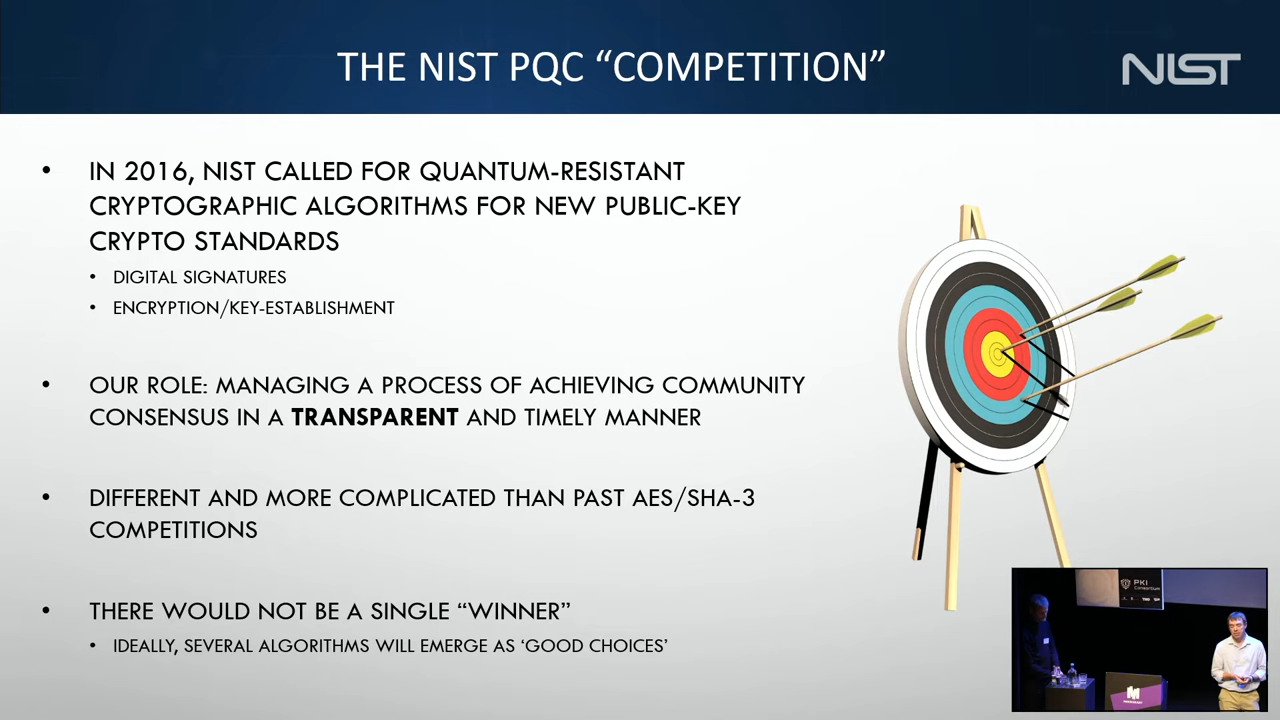 THE NIST PQC “COMPETITION”
NIST
• IN 2016, NIST CALLED FOR QUANTUM-RESISTANT
CRYPTOGRAPHIC ALGORITHMS FOR NEW PUBLIC-KEY
CRYPTO STANDARDS
• DIGITAL SIGNATURES
• ENCRYPTION/KEY-ESTABLISHMENT
• OUR ROLE: MANAGING A PROCESS OF ACHIEVING COMMUNITY
CONSENSUS IN A TRANSPARENT AND TIMELY MANNER
• DIFFERENT AND MORE COMPLICATED THAN PAST AES/SHA-3
COMPETITIONS
• THERE WOULD NOT BE A SINGLE “WINNER”
• IDEALLY, SEVERAL ALGORITHMS WILL EMERGE AS ‘GOOD CHOICES’
PKI
Consortium